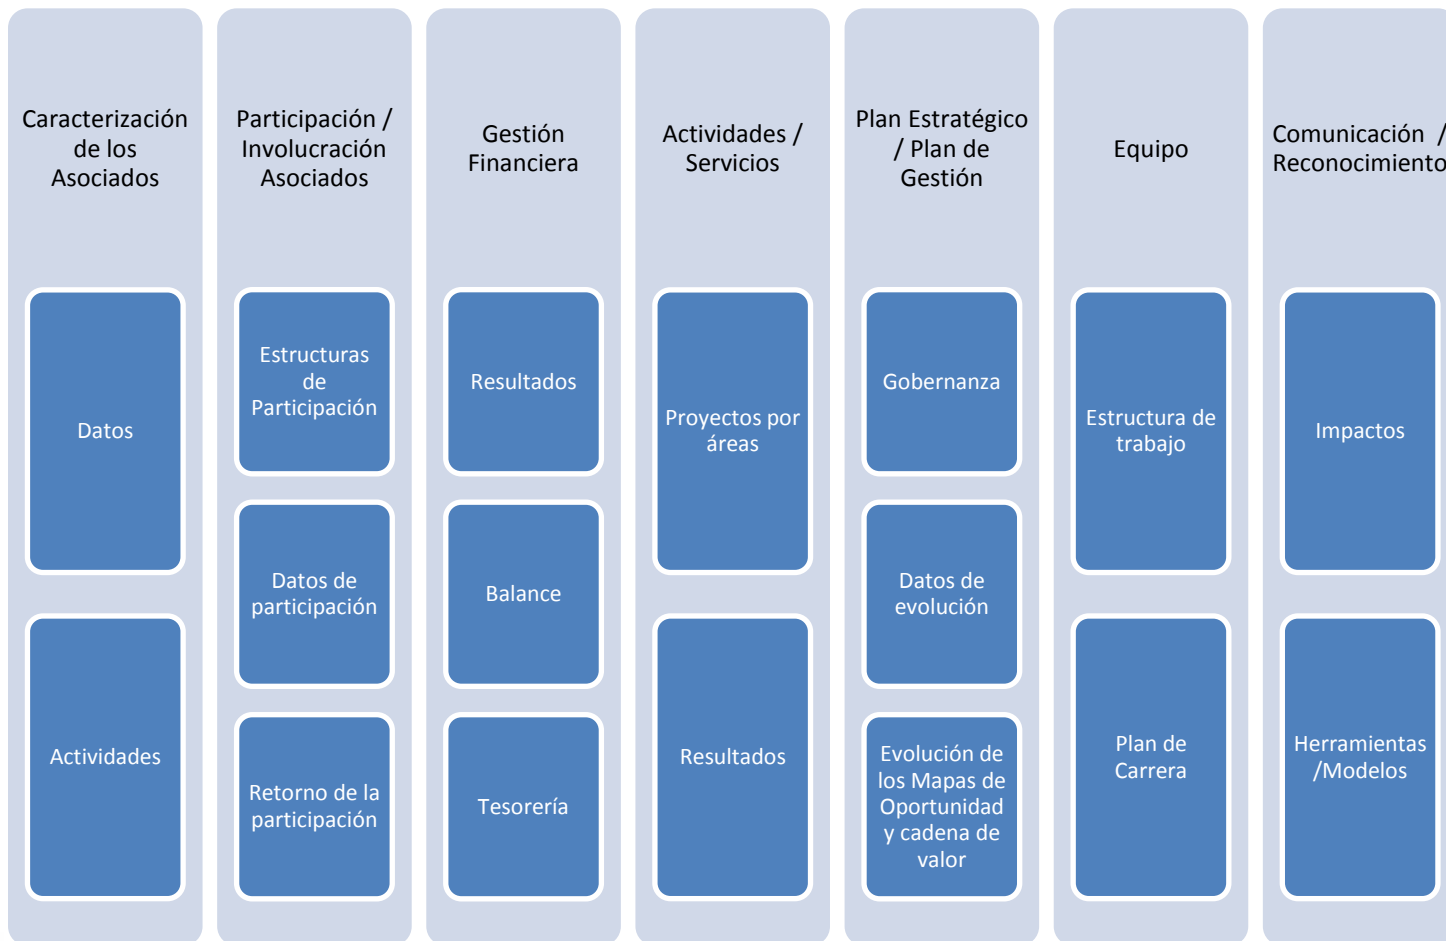 Caracterización
de los
Asociados
Datos
Actividades
Participación /
Involucración
Asociados
Estructuras
de
Participación
Datos de
participación
Retorno de la
participación
Gestión
Financiera
Resultados
Balance
Tesorería
Actividades /
Servicios
Proyectos por
áreas
Resultados
Plan Estratégico
/ Plan de
Gestión
Gobernanza
Datos de
evolución
Evolución de
los Mapas de
Oportunidad
y cadena de
valor
Equipo
Estructura de
trabajo
Plan de
Carrera
Comunicación /
Reconocimiento
Impactos
Herramientas
/Modelos